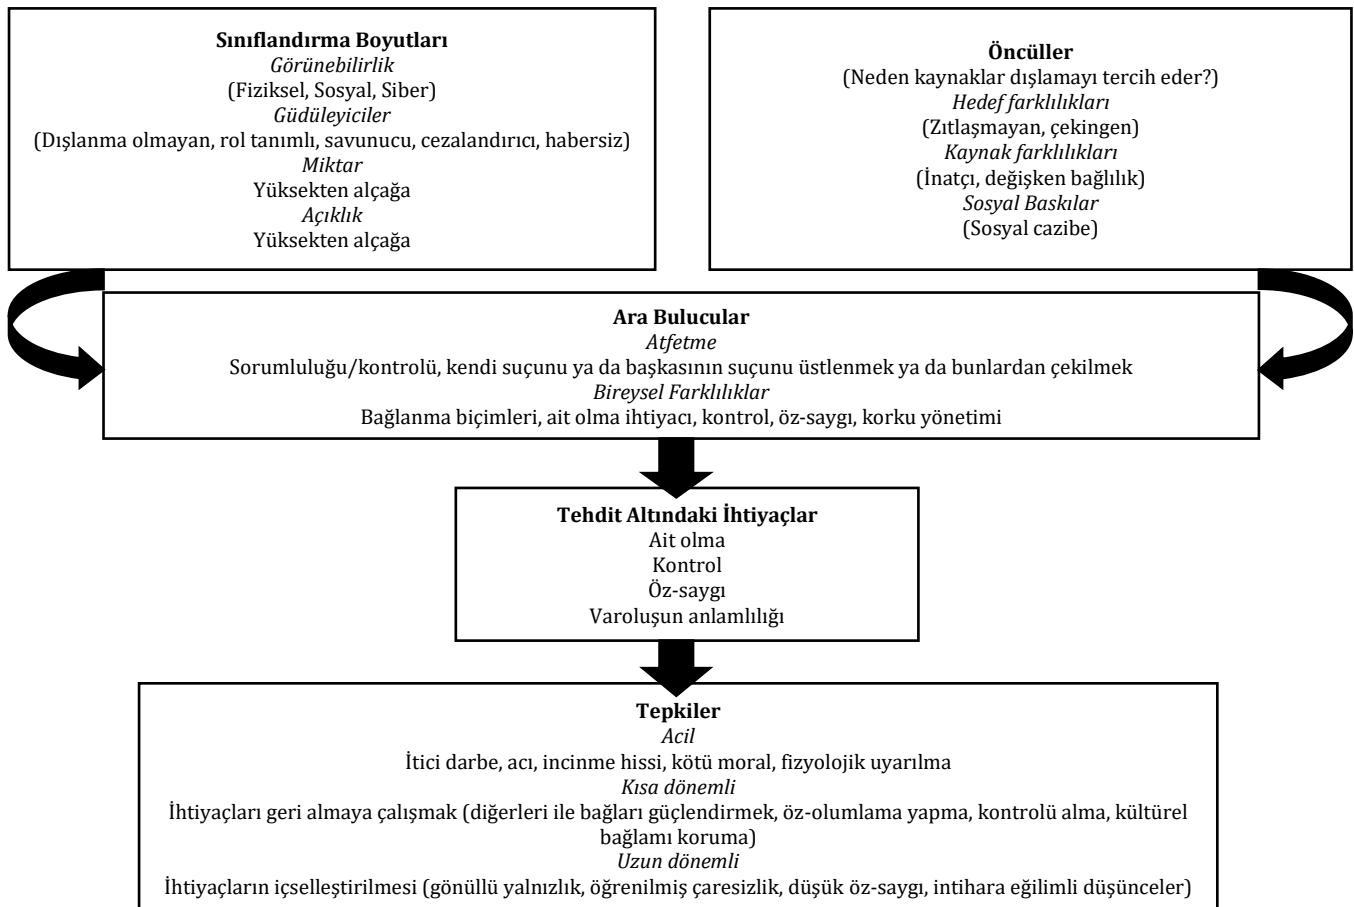 Sınıflandırma Boyutları
Görünebilirlik
(Fiziksel, Sosyal, Siber)
Güdüleyiciler
(Dışlanma olmayan, rol tanımlı, savunucu, cezalandırıcı, habersiz)
Miktar
Yüksekten alçağa
Açıklık
Yüksekten alçağa
Öncüller
(Neden kaynaklar dışlamayı tercih eder?)
Hedef farklılıkları
(Zıtlaşmayan, çekingen)
Kaynak farklılıkları
(İnatçı, değişken bağlılık)
Sosyal Baskılar
(Sosyal cazibe)
Ara Bulucular
Atfetme
Sorumluluğu/kontrolü, kendi suçunu ya da başkasının suçunu üstlenmek ya da bunlardan çekilmek
Bireysel Farklılıklar
Bağlanma biçimleri, ait olma ihtiyacı, kontrol, öz-saygı, korku yönetimi
Tehdit Altındaki İhtiyaçlar
Ait olma
Kontrol
Öz-saygı
Varoluşun anlamlılığı
Tepkiler
Acil
İtici darbe, acı, incinme hissi, kötü moral, fizyolojik uyarılma
Kısa dönemli
İhtiyaçları geri almaya çalışmak (diğerleri ile bağları güçlendirmek, öz-olumlama yapma, kontrolü alma, kültürel
bağlamı koruma)
Uzun dönemli
İhtiyaçların içselleştirilmesi (gönüllü yalnızlık, öğrenilmiş çaresizlik, düşük öz-saygı, intihara eğilimli düşünceler)